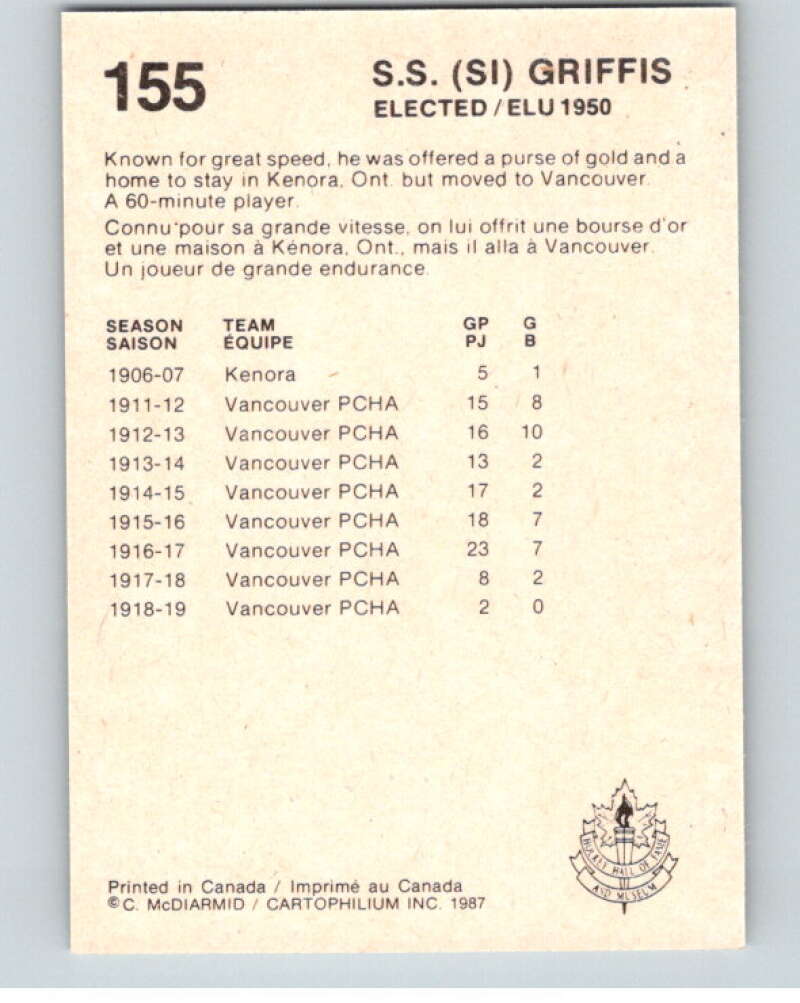 155
S.S. (SI) GRIFFIS
ELECTED / ELU 1950
Known for great speed, he was offered a purse of gold and a
home to stay in Kenora, Ont. but moved to Vancouver.
A 60-minute player.
Connu pour sa grande vitesse, on lui offrit une bourse d'or
et une maison à Kénora, Ont., mais il alla à Vancouver.
Un joueur de grande endurance.
SEASON TEAM GP G
SAISON ÉQUIPE PJ B
1906-07 Kenora 5 1
1911-12 Vancouver PCHA 15 8
1912-13 Vancouver PCHA 16 10
1913-14 Vancouver PCHA 13 2
1914-15 Vancouver PCHA 17 2
1915-16 Vancouver PCHA 18 7
1916-17 Vancouver PCHA 23 7
1917-18 Vancouver PCHA 8 2
1918-19 Vancouver PCHA 2 0
HOCKEY HALL OF FAME
AND MUSEUM
Printed in Canada / Imprimé au Canada
©C. McDIARMID / CARTOPHILIUM INC. 1987